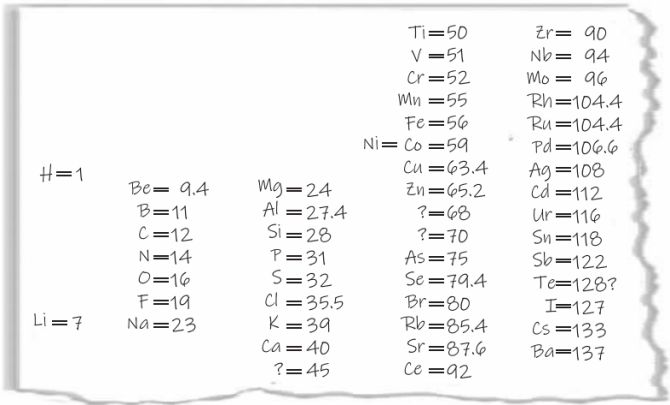 H=1
Li=7
Be= 9.4
B=11
C=12
N=14
O=16
F=19
Na=23
Mg=24
Al=27.4
Si=28
P=31
S=32
Cl=35.5
K=39
Ca=40
?=45
Ti=50
V=51
Cr=52
Mn=55
Fe=56
Ni= Co=59
Cu=63.4
Zn=65.2
?=68
?=70
As=75
Se=79.4
Br=80
Rb=85.4
Sr=87.6
Ce=92
Zr= 90
Nb= 94
Mo= 96
Rh=104.4
Ru=104.4
Pd=106.6
Ag=108
Cd=112
Ur=116
Sn=118
Sb=122
Te=128?
I=127
Cs=133
Ba=137